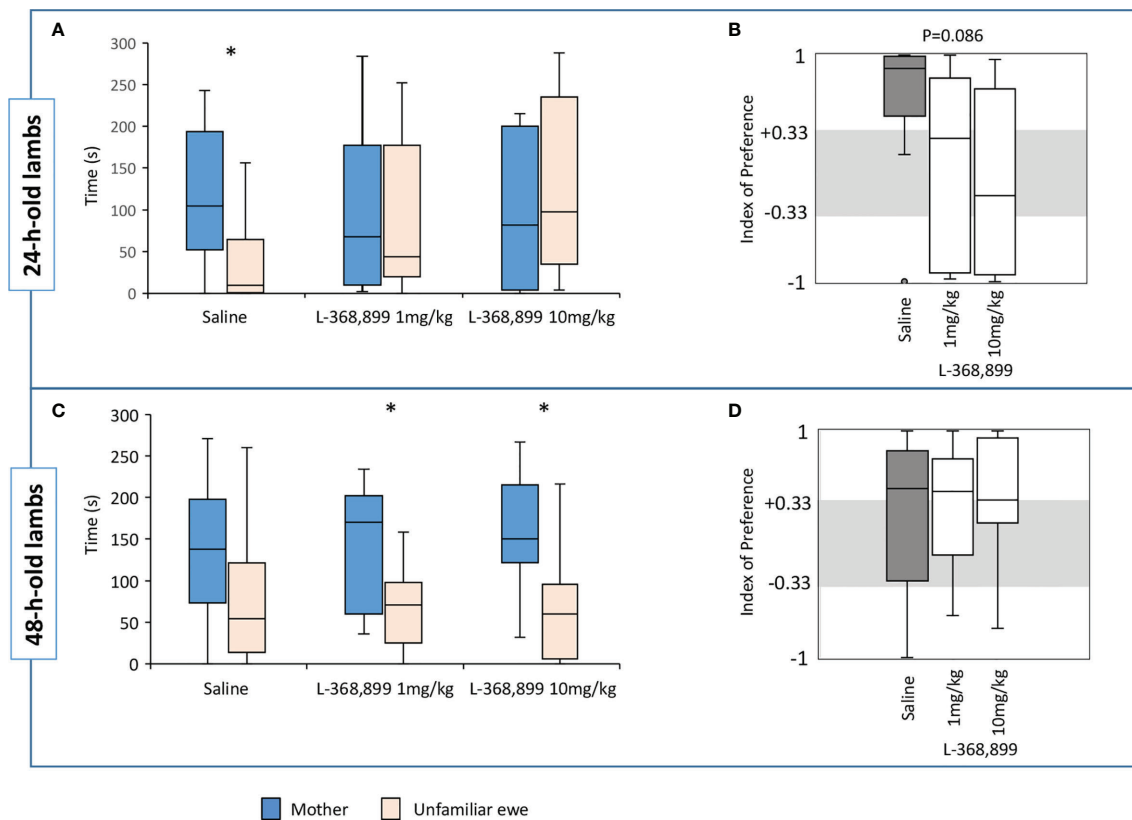 24-h-old lambs
A
Time (s)
300
*
250
200
150
100
50
0
Saline
L-368,899 1mg/kg
L-368,899 10mg/kg
B
P=0.086
Index of Preference
1
+0.33
-0.33
-1
Saline
1mg/kg
10mg/kg
L-368,899
48-h-old lambs
C
Time (s)
300
*
*
250
200
150
100
50
0
Saline
L-368,899 1mg/kg
L-368,899 10mg/kg
D
Index of Preference
1
+0.33
-0.33
-1
Saline
1mg/kg
10mg/kg
L-368,899
Mother
Unfamiliar ewe